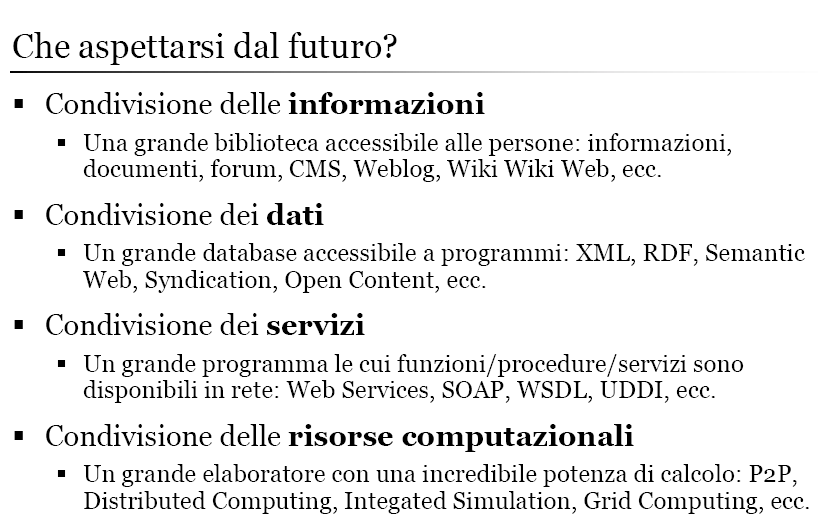 Che aspettarsi dal futuro?
▪ Condivisione delle informazioni
▪ Una grande biblioteca accessibile alle persone: informazioni,
documenti, forum, CMS, Weblog, Wiki Wiki Web, ecc.
▪ Condivisione dei dati
▪ Un grande database accessibile a programmi: XML, RDF, Semantic
Web, Syndication, Open Content, ecc.
▪ Condivisione dei servizi
▪ Un grande programma le cui funzioni/procedure/servizi sono
disponibili in rete: Web Services, SOAP, WSDL, UDDI, ecc.
▪ Condivisione delle risorse computazionali
▪ Un grande elaboratore con una incredibile potenza di calcolo: P2P,
Distributed Computing, Integated Simulation, Grid Computing, ecc.